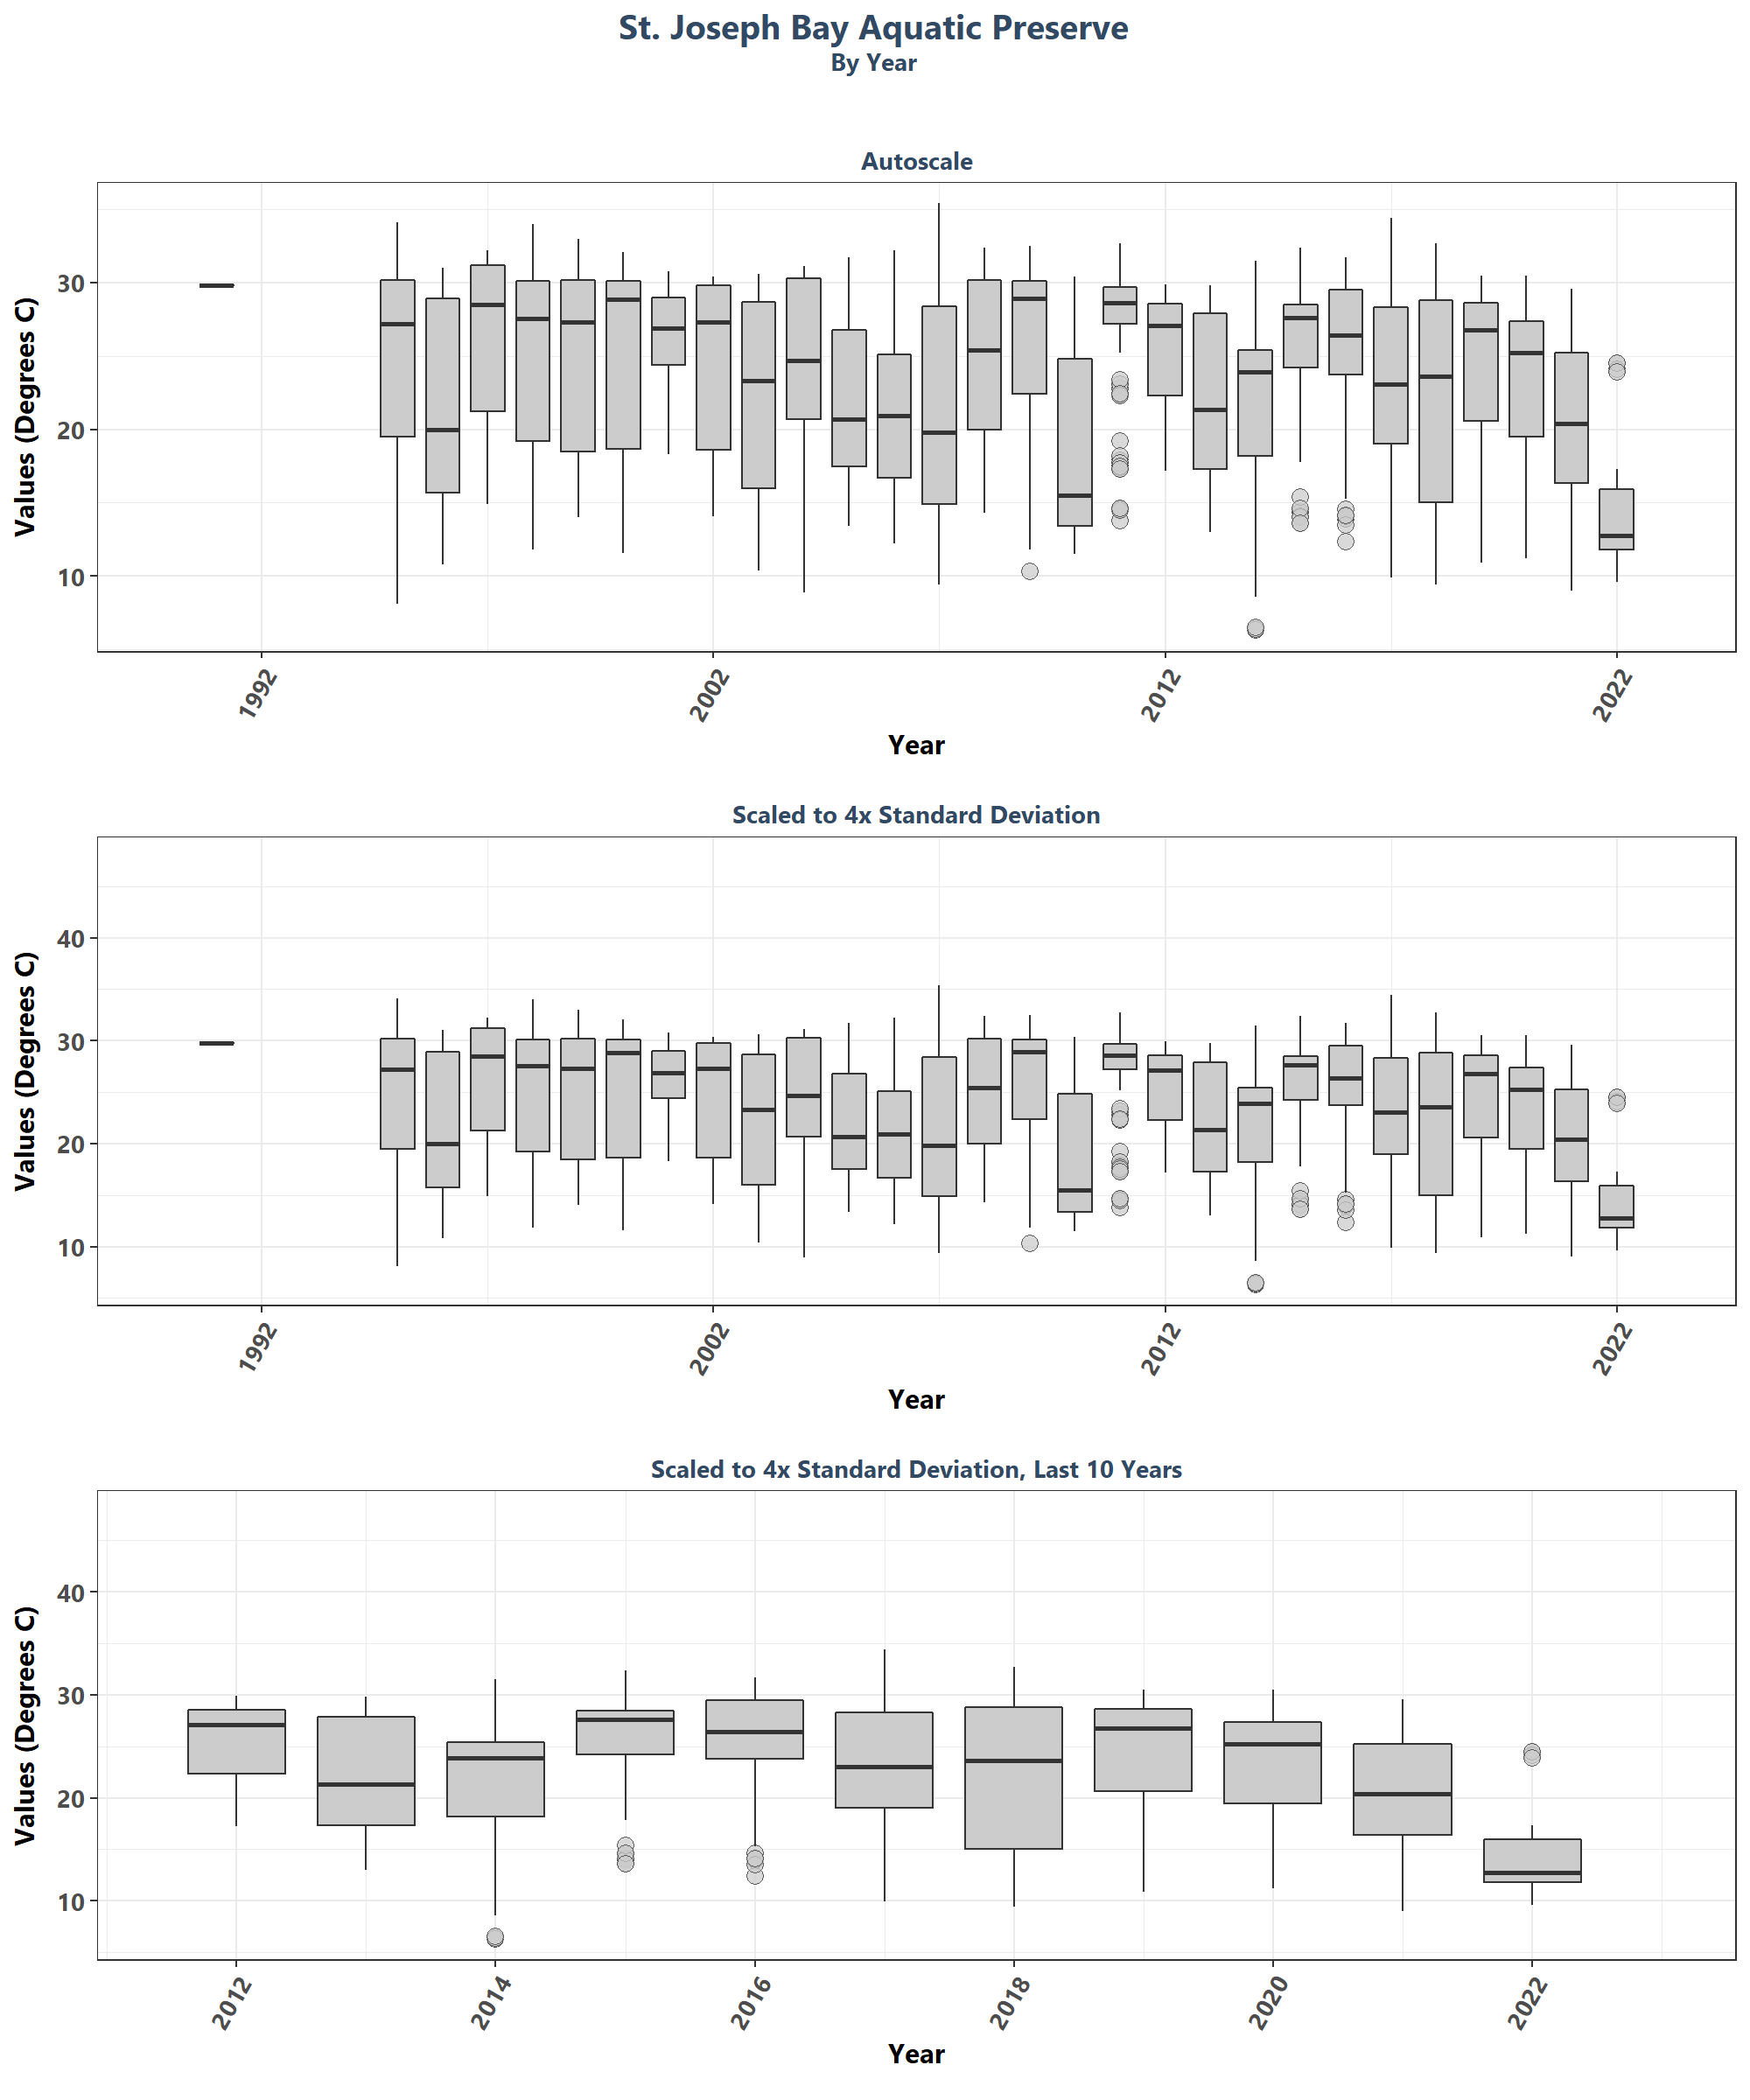 St. Joseph Bay Aquatic Preserve
By Year
Autoscale
Values (Degrees C)
30
20
10
1992
2002
2012
2022
Year
Scaled to 4x Standard Deviation
Values (Degrees C)
40
30
20
10
1992
2002
2012
2022
Year
Scaled to 4x Standard Deviation, Last 10 Years
Values (Degrees C)
40
30
20
10
2012
2014
2016
2018
2020
2022
Year